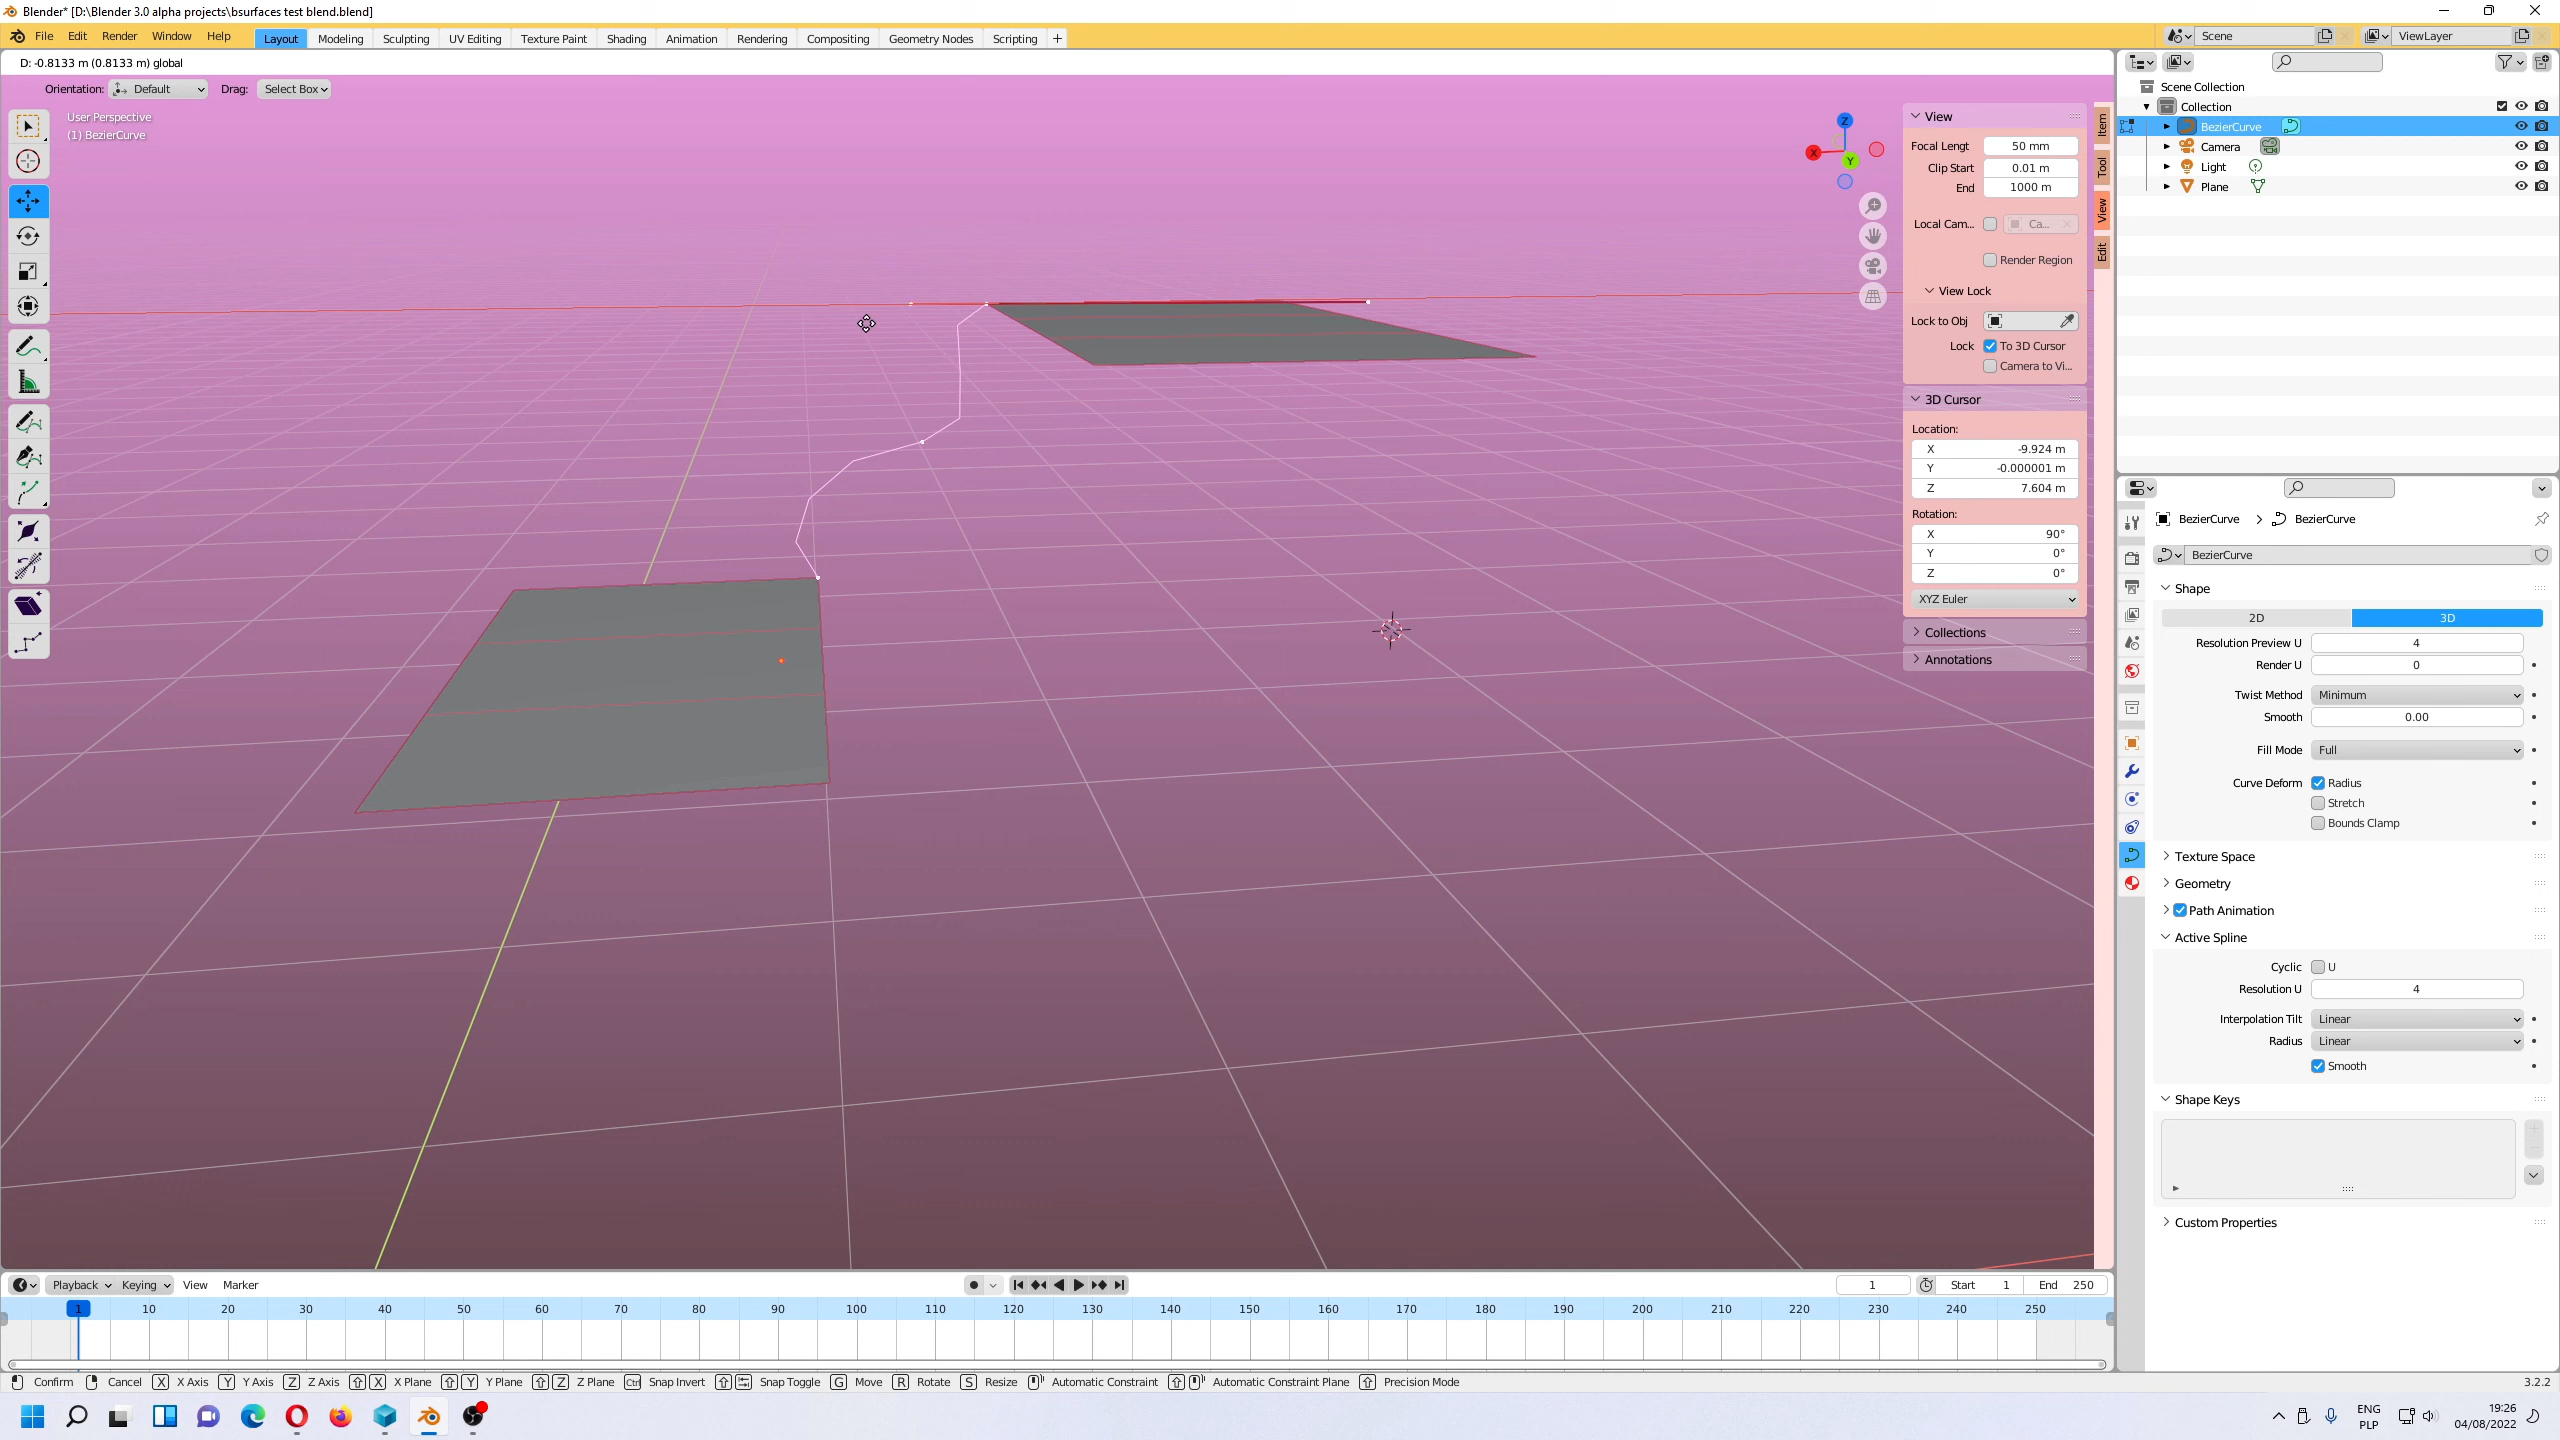 Blender* [D:\Blender 3.0 alpha projects\bsurfaces test blend.blend]
File Edit Render Window Help Layout Modeling Sculpting UV Editing Texture Paint Shading Animation Rendering Compositing Geometry Nodes Scripting + Scene ViewLayer
D: -0.8133 m (0.8133 m) global
Orientation: Default Drag: Select Box
User Perspective
(1) BezierCurve
Z
X
Y
View
Focal Lengt 50 mm
Clip Start 0.01 m
End 1000 m
Local Cam... Ca...
Render Region
View Lock
Lock to Obj
Lock To 3D Cursor
Camera to Vi...
3D Cursor
Location:
X -9.924 m
Y -0.000001 m
Z 7.604 m
Rotation:
X 90°
Y 0°
Z 0°
XYZ Euler
Collections
Annotations
Item
Tool
View
Edit
Scene Collection
Collection
BezierCurve
Camera
Light
Plane
BezierCurve > BezierCurve
BezierCurve
Shape
2D 3D
Resolution Preview U 4
Render U 0
Twist Method Minimum
Smooth 0.00
Fill Mode Full
Curve Deform Radius
Stretch
Bounds Clamp
Texture Space
Geometry
Path Animation
Active Spline
Cyclic U
Resolution U 4
Interpolation Tilt Linear
Radius Linear
Smooth
Shape Keys
Custom Properties
Playback Keying View Marker 1 Start 1 End 250
1 10 20 30 40 50 60 70 80 90 100 110 120 130 140 150 160 170 180 190 200 210 220 230 240 250
Confirm Cancel X X Axis Y Y Axis Z Z Axis X X Plane Y Y Plane Z Z Plane Ctrl Snap Invert Snap Toggle G Move R Rotate S Resize Automatic Constraint Automatic Constraint Plane Precision Mode 3.2.2
ENG
PLP
19:26
04/08/2022